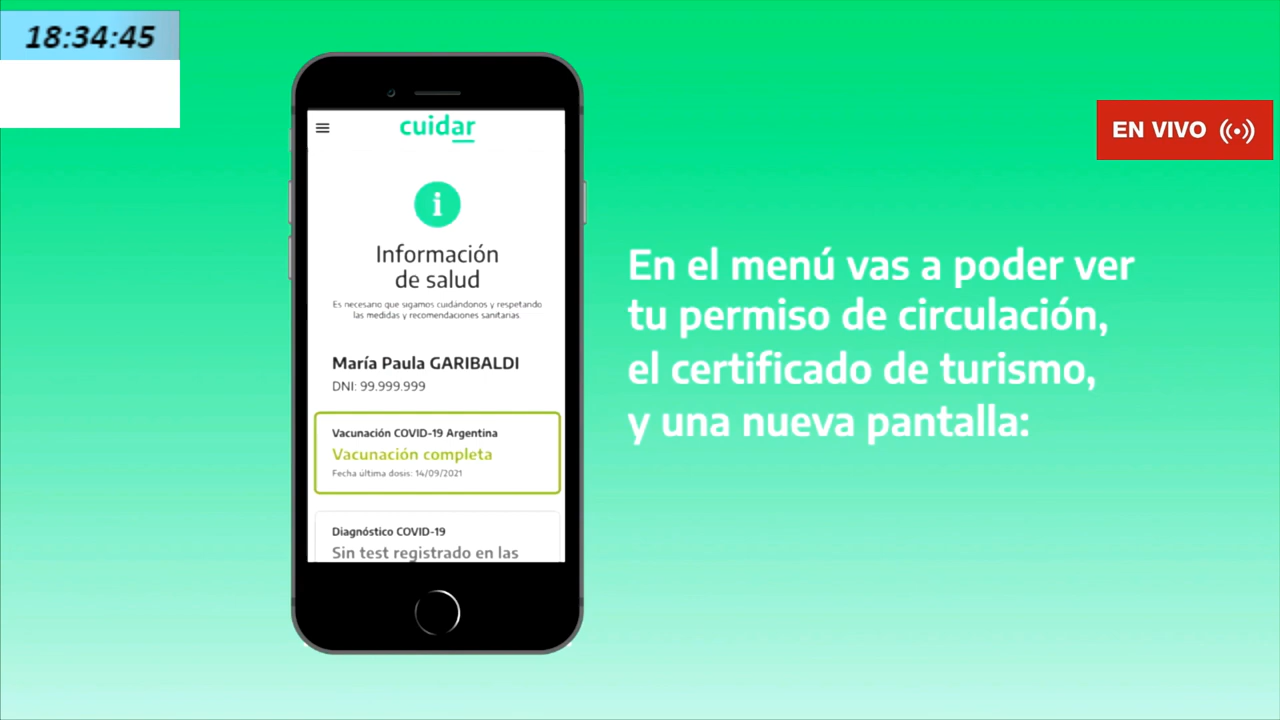 18:34:45
EN VIVO
cuidar
i
Información
de salud
Es necesario que sigamos cuidándonos y respetando
las medidas y recomendaciones sanitarias
María Paula GARIBALDI
DNI: 99.999.999
Vacunación COVID-19 Argentina
Vacunación completa
Fecha última dosis: 14/09/2021
Diagnóstico COVID-19
Sin test registrado en las
En el menú vas a poder ver
tu permiso de circulación,
el certificado de turismo,
y una nueva pantalla: